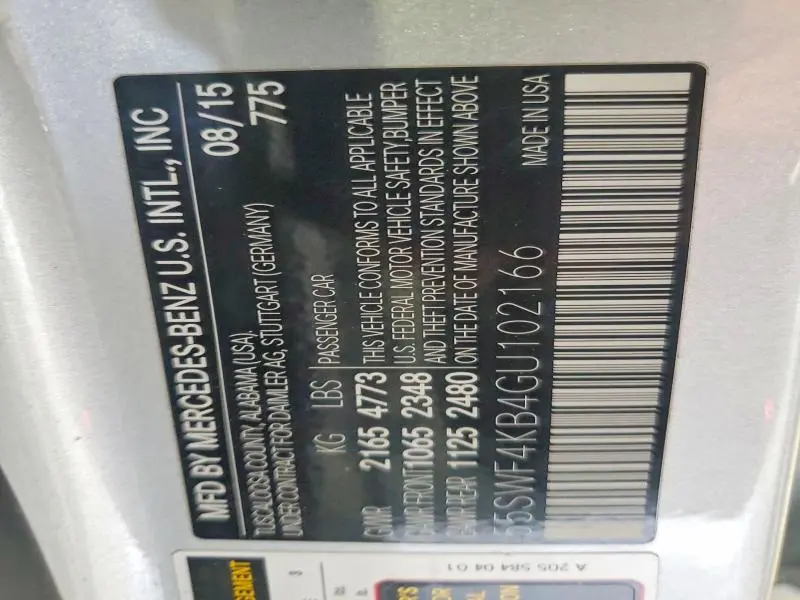 MFD BY MERCEDES-BENZ U.S. INTL., INC
TUSCALOOSA COUNTY, ALABAMA (USA).
08/15
UNDER CONTRACT FOR DAIMLER AG, STUTTGART (GERMANY)
775
KG LBS PASSENGER CAR
GVWR 2165 4773 THIS VEHICLE CONFORMS TO ALL APPLICABLE
GAWR FRONT 1065 2348 U.S. FEDERAL MOTOR VEHICLE SAFETY, BUMPER
GAWR REAR 1125 2480 AND THEFT PREVENTION STANDARDS IN EFFECT
ON THE DATE OF MANUFACTURE SHOWN ABOVE
55SWF4KB4GU102166 MADE IN USA
A 205 584 04 01